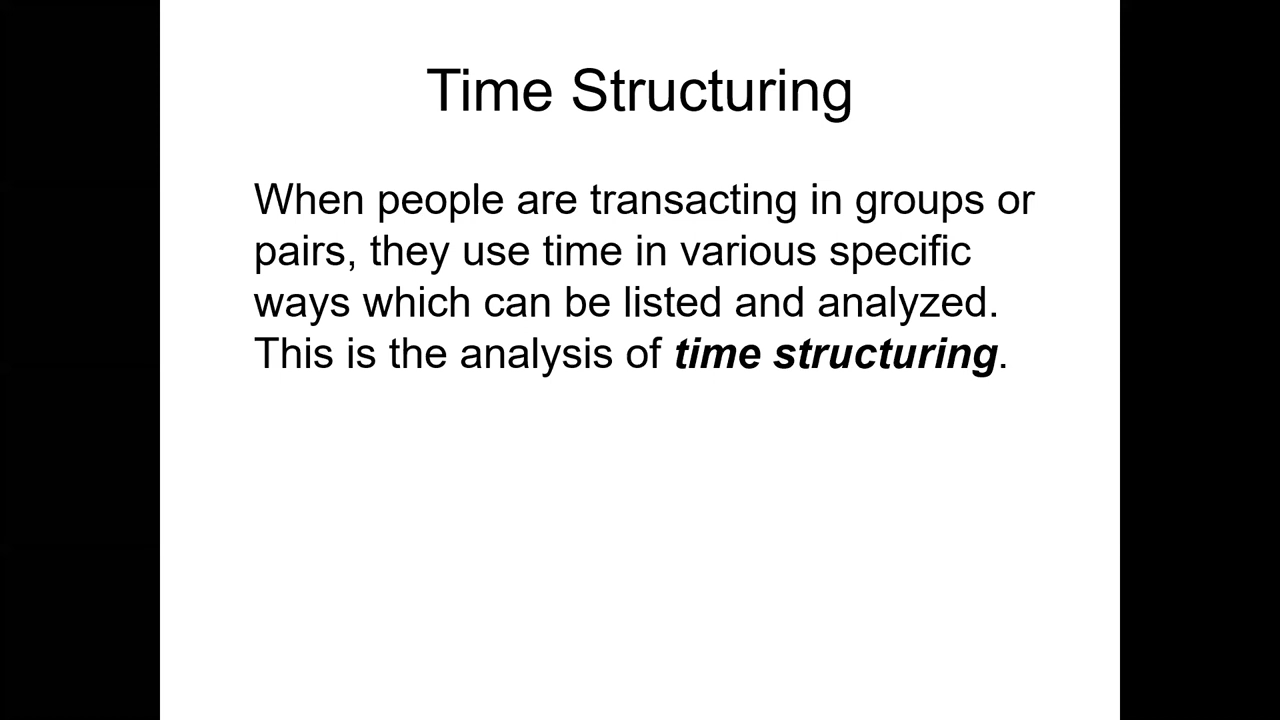 Time Structuring
When people are transacting in groups or
pairs, they use time in various specific
ways which can be listed and analyzed.
This is the analysis of time structuring.